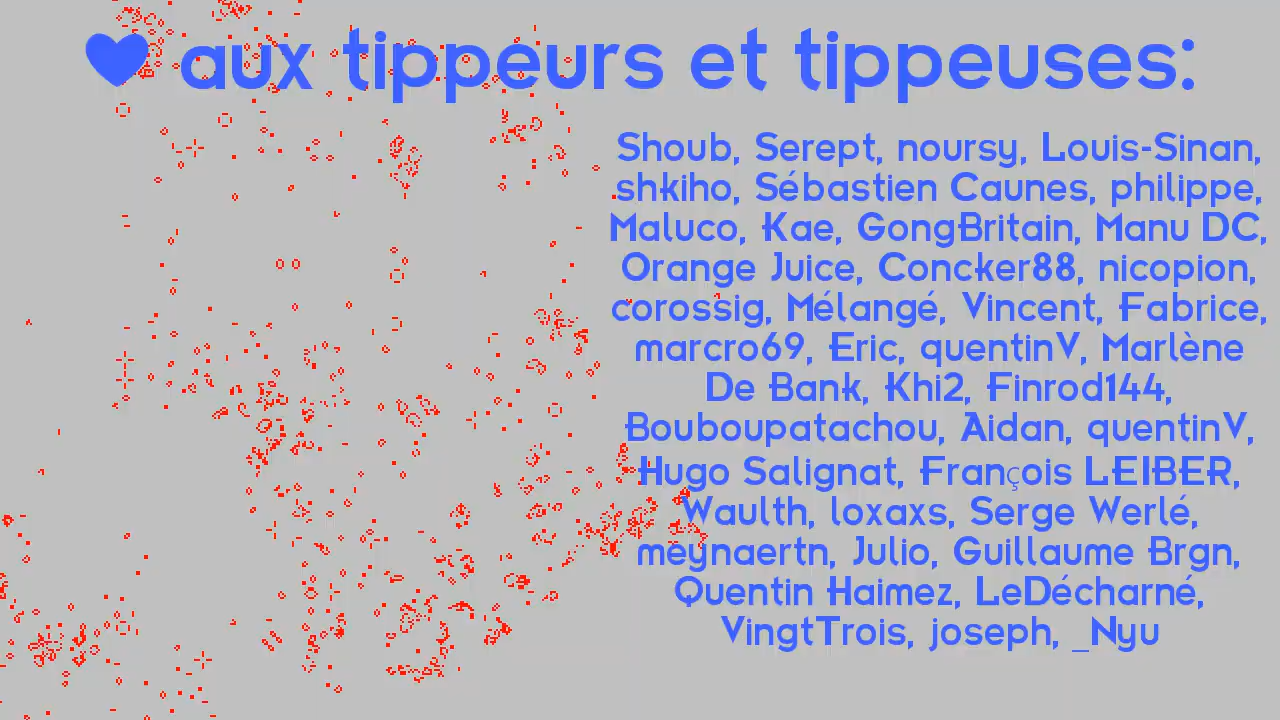 ♥ aux tippeurs et tippeuses:
Shoub, Serept, noursy, Louis-Sinan,
shkiho, Sébastien Caunes, philippe,
Maluco, Kae, GongBritain, Manu DC,
Orange Juice, Concker88, nicopion,
corossig, Mélangé, Vincent, Fabrice,
marcro69, Eric, quentinV, Marlène
De Bank, Khi2, Finrod144,
Bouboupatachou, Aidan, quentinV,
Hugo Salignat, François LEIBER,
Waulth, loxaxs, Serge Werlé,
meynaertn, Julio, Guillaume Brgn,
Quentin Haimez, LeDécharné,
VingtTrois, joseph, _Nyu